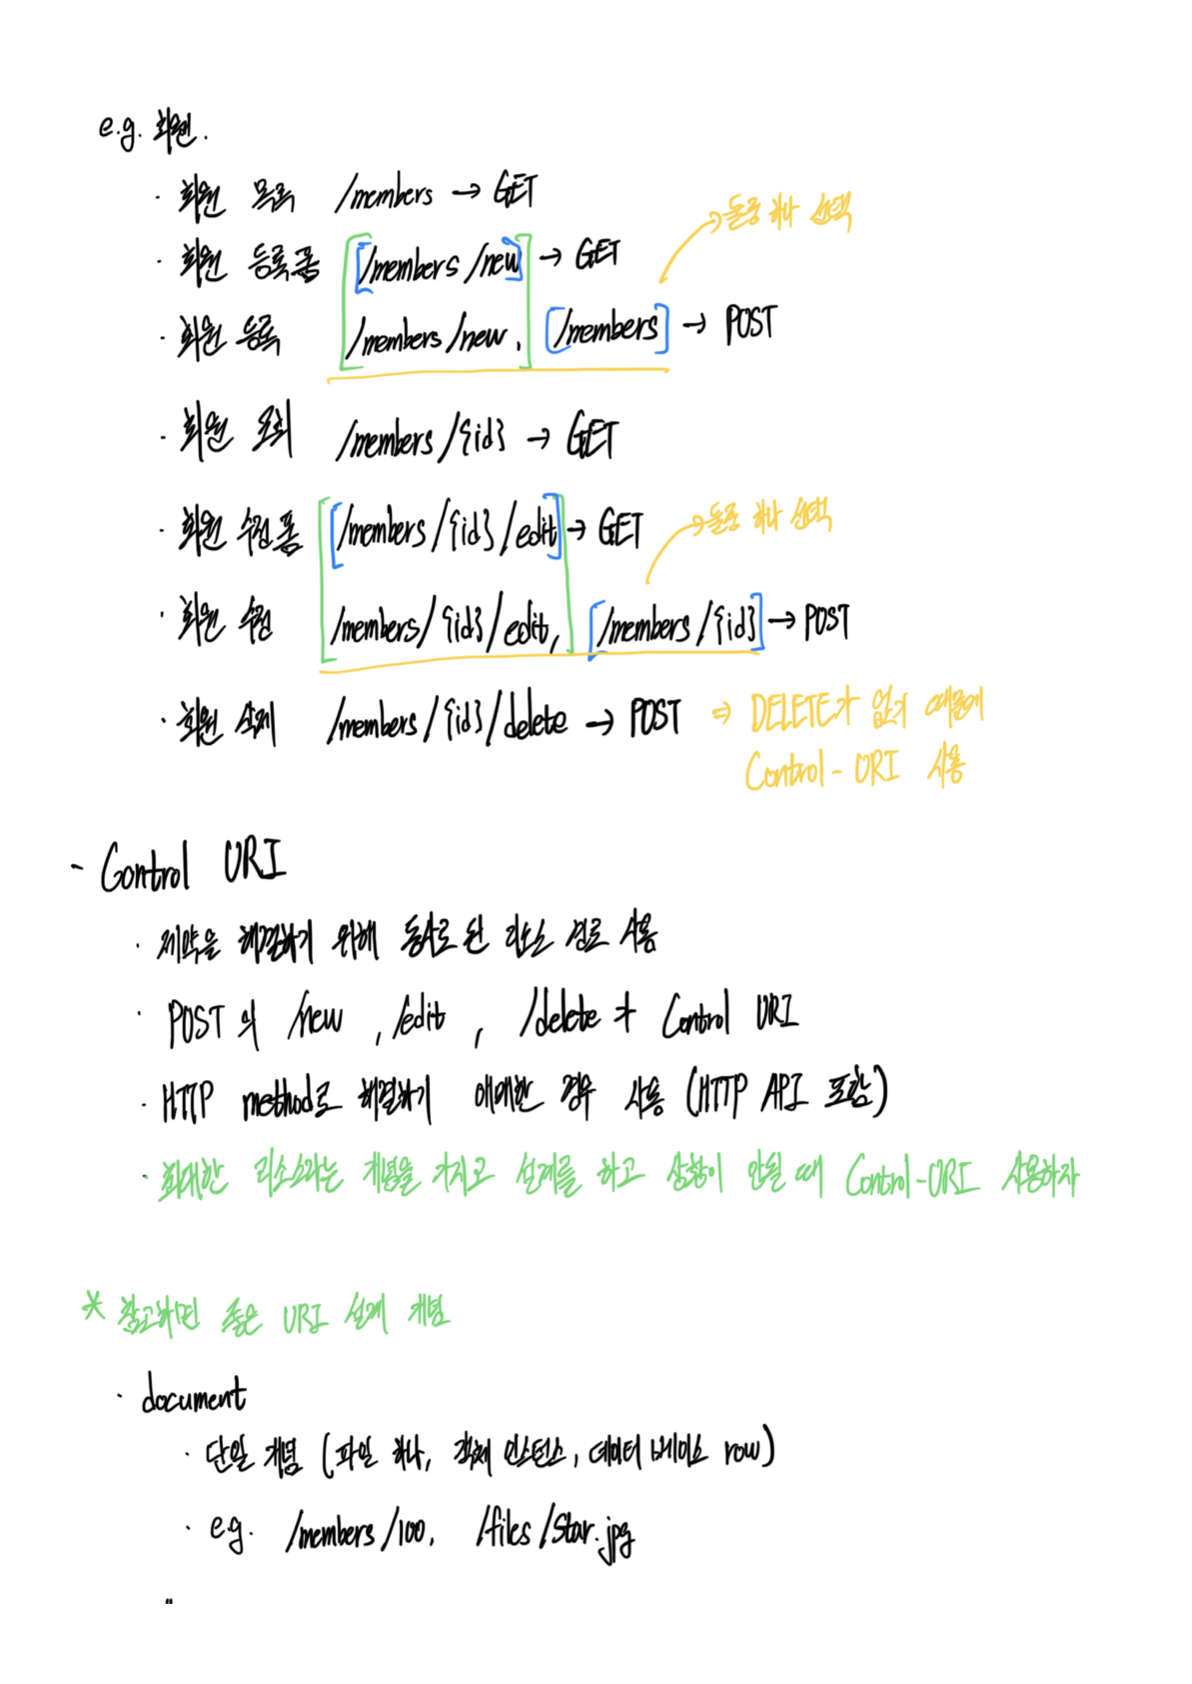 e.g. 회원.
· 회원 목록 /members → GET
→ 둘중 하나 선택
· 회원 등록폼 [/members/new] → GET
· 회원 등록 /members/new, [/members] → POST
· 회원 조회 /members/{id} → GET
· 회원 수정폼 [/members/{id}/edit] → GET
→ 둘중 하나 선택
· 회원 수정 /members/{id}/edit, [/members/{id}] → POST
· 회원 삭제 /members/{id}/delete → POST ⇒ DELETE가 없기 때문에
Control-URI 사용
- Control URI
· 제약을 해결하기 위해 동사로 된 리소스 경로 사용
· POST의 /new, /edit, /delete가 Control URI
· HTTP method로 해결하기 애매한 경우 사용 (HTTP API 포함)
· 최대한 리소스라는 개념을 가지고 설계를 하고 상황이 안될때 Control-URI 사용하자
* 참고하면 좋은 URI 설계 개념
· document
· 단일 개념 (파일 하나, 객체 인스턴스, 데이터베이스 row)
· e.g. /members/100, /files/star.jpg